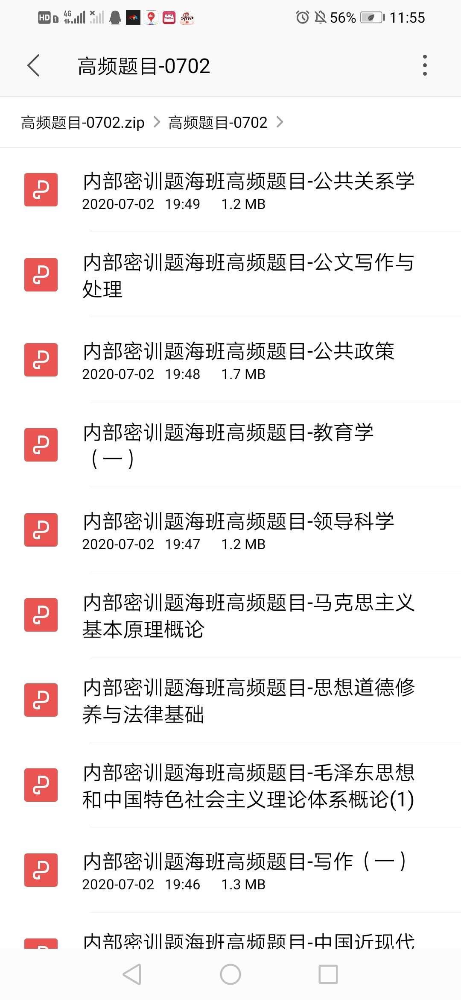 HD 1 4G 56% 11:55
高频题目-0702
高频题目-0702.zip > 高频题目-0702 >
内部密训题海班高频题目-公共关系学
2020-07-02 19:49 1.2 MB
内部密训题海班高频题目-公文写作与
处理
内部密训题海班高频题目-公共政策
2020-07-02 19:48 1.7 MB
内部密训题海班高频题目-教育学
（一）
内部密训题海班高频题目-领导科学
2020-07-02 19:47 1.2 MB
内部密训题海班高频题目-马克思主义
基本原理概论
内部密训题海班高频题目-思想道德修
养与法律基础
内部密训题海班高频题目-毛泽东思想
和中国特色社会主义理论体系概论(1)
内部密训题海班高频题目-写作（一）
2020-07-02 19:46 1.3 MB
内部密训题海班高频题目-中国近现代